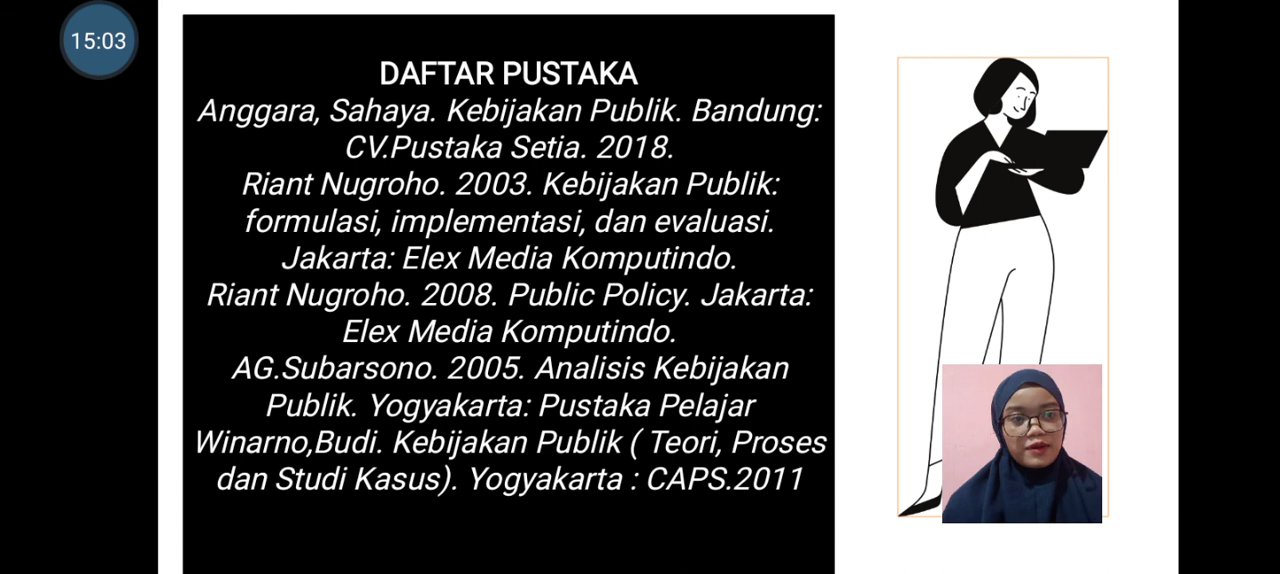 15:03
DAFTAR PUSTAKA
Anggara, Sahaya. Kebijakan Publik. Bandung:
CV.Pustaka Setia. 2018.
Riant Nugroho. 2003. Kebijakan Publik:
formulasi, implementasi, dan evaluasi.
Jakarta: Elex Media Komputindo.
Riant Nugroho. 2008. Public Policy. Jakarta:
Elex Media Komputindo.
AG.Subarsono. 2005. Analisis Kebijakan
Publik. Yogyakarta: Pustaka Pelajar
Winarno,Budi. Kebijakan Publik ( Teori, Proses
dan Studi Kasus). Yogyakarta : CAPS.2011